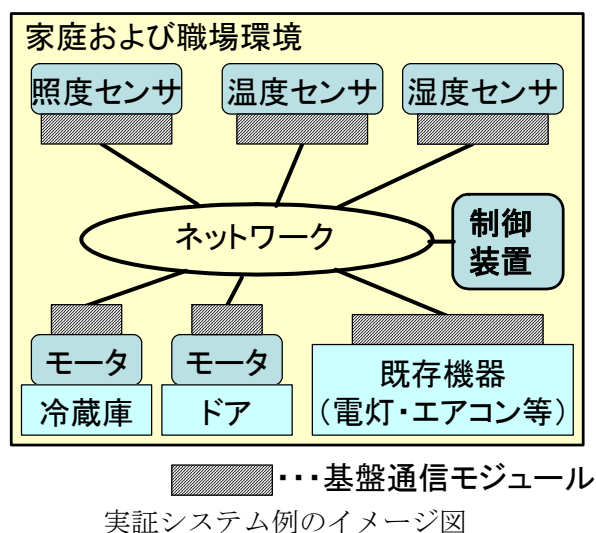 家庭および職場環境
照度センサ
温度センサ
湿度センサ
ネットワーク
制御
装置
モータ
モータ
冷蔵庫
ドア
既存機器
（電灯・エアコン等）
・・・基盤通信モジュール
実証システム例のイメージ図